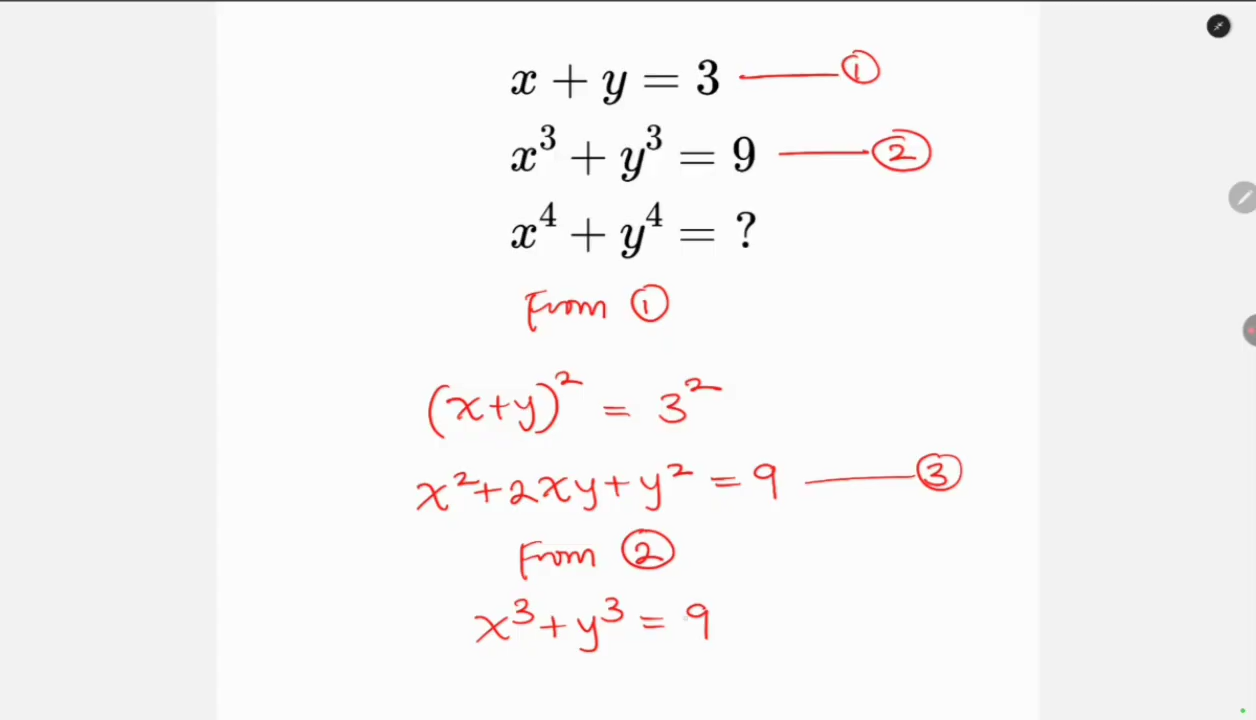 x + y = 3 —— ①
x³ + y³ = 9 —— ②
x⁴ + y⁴ = ?
From ①
(x+y)² = 3²
x²+2xy+y² = 9 —— ③
From ②
x³+y³ = 9